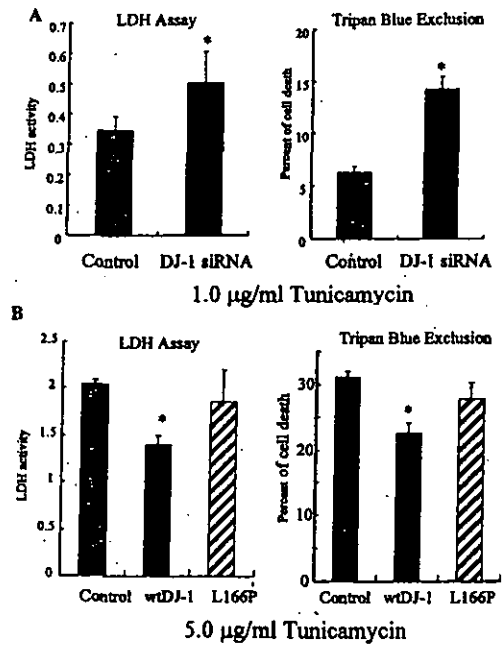 A
LDH Assay
Tripan Blue Exclusion
LDH activity
0.7
0.6
0.5
0.4
0.3
0.2
0.1
0
*
Control DJ-1 siRNA
Percent of cell death
20
15
10
5
0
*
Control DJ-1 siRNA
1.0 μg/ml Tunicamycin
B
LDH Assay
Tripan Blue Exclusion
LDH activity
2.5
2
1.5
1
0.5
0
*
Control wtDJ-1 L166P
Percent of cell death
30
20
10
0
*
Control wtDJ-1 L166P
5.0 μg/ml Tunicamycin